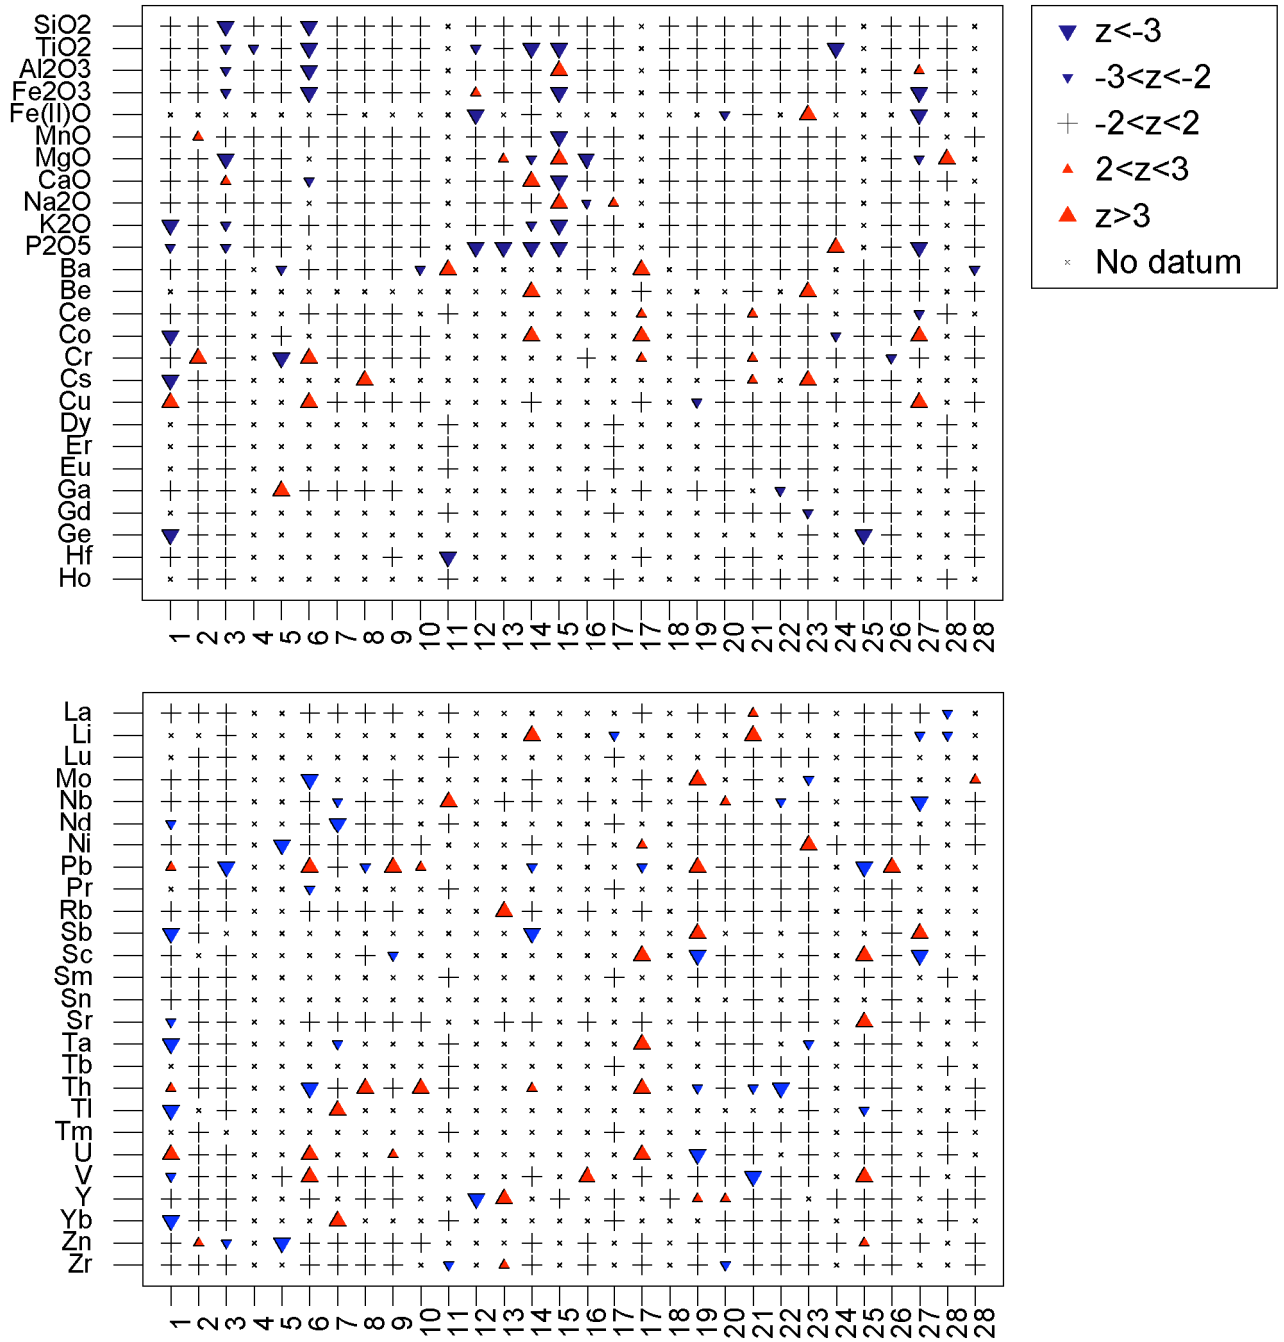 SiO2
TiO2
Al2O3
Fe2O3
Fe(II)O
MnO
MgO
CaO
Na2O
K2O
P2O5
Ba
Be
Ce
Co
Cr
Cs
Cu
Dy
Er
Eu
Ga
Gd
Ge
Hf
Ho
1 2 3 4 5 6 7 8 9 10 11 12 13 14 15 16 17 17 18 19 20 21 22 23 24 25 26 27 28 28
z<-3
-3<z<-2
-2<z<2
2<z<3
z>3
No datum
La
Li
Lu
Mo
Nb
Nd
Ni
Pb
Pr
Rb
Sb
Sc
Sm
Sn
Sr
Ta
Tb
Th
Tl
Tm
U
V
Y
Yb
Zn
Zr
1 2 3 4 5 6 7 8 9 10 11 12 13 14 15 16 17 17 18 19 20 21 22 23 24 25 26 27 28 28